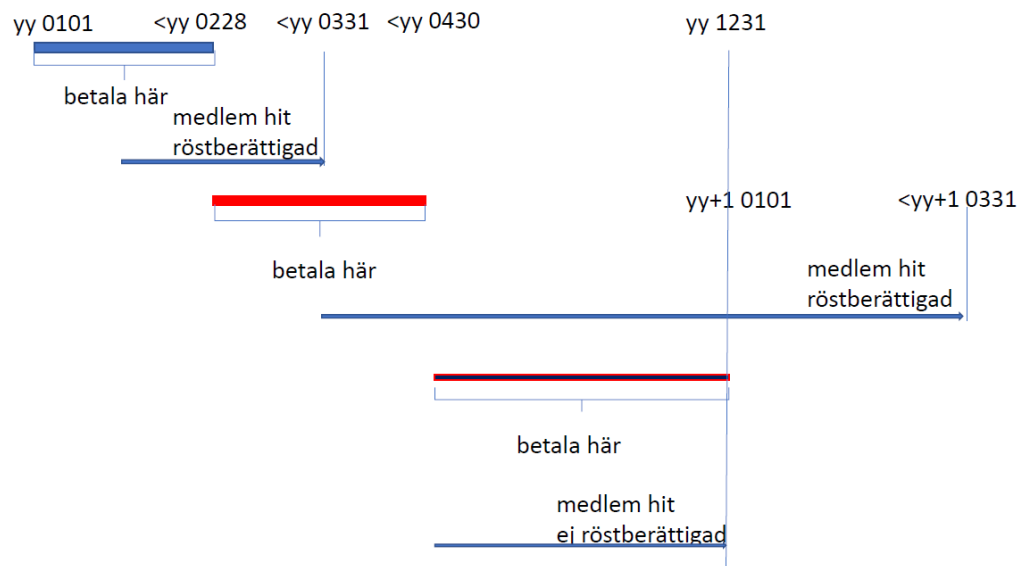 yy 0101
<yy 0228
<yy 0331
<yy 0430
yy 1231
betala här
medlem hit
röstberättigad
yy+1 0101
<yy+1 0331
betala här
medlem hit
röstberättigad
betala här
medlem hit
ej röstberättigad